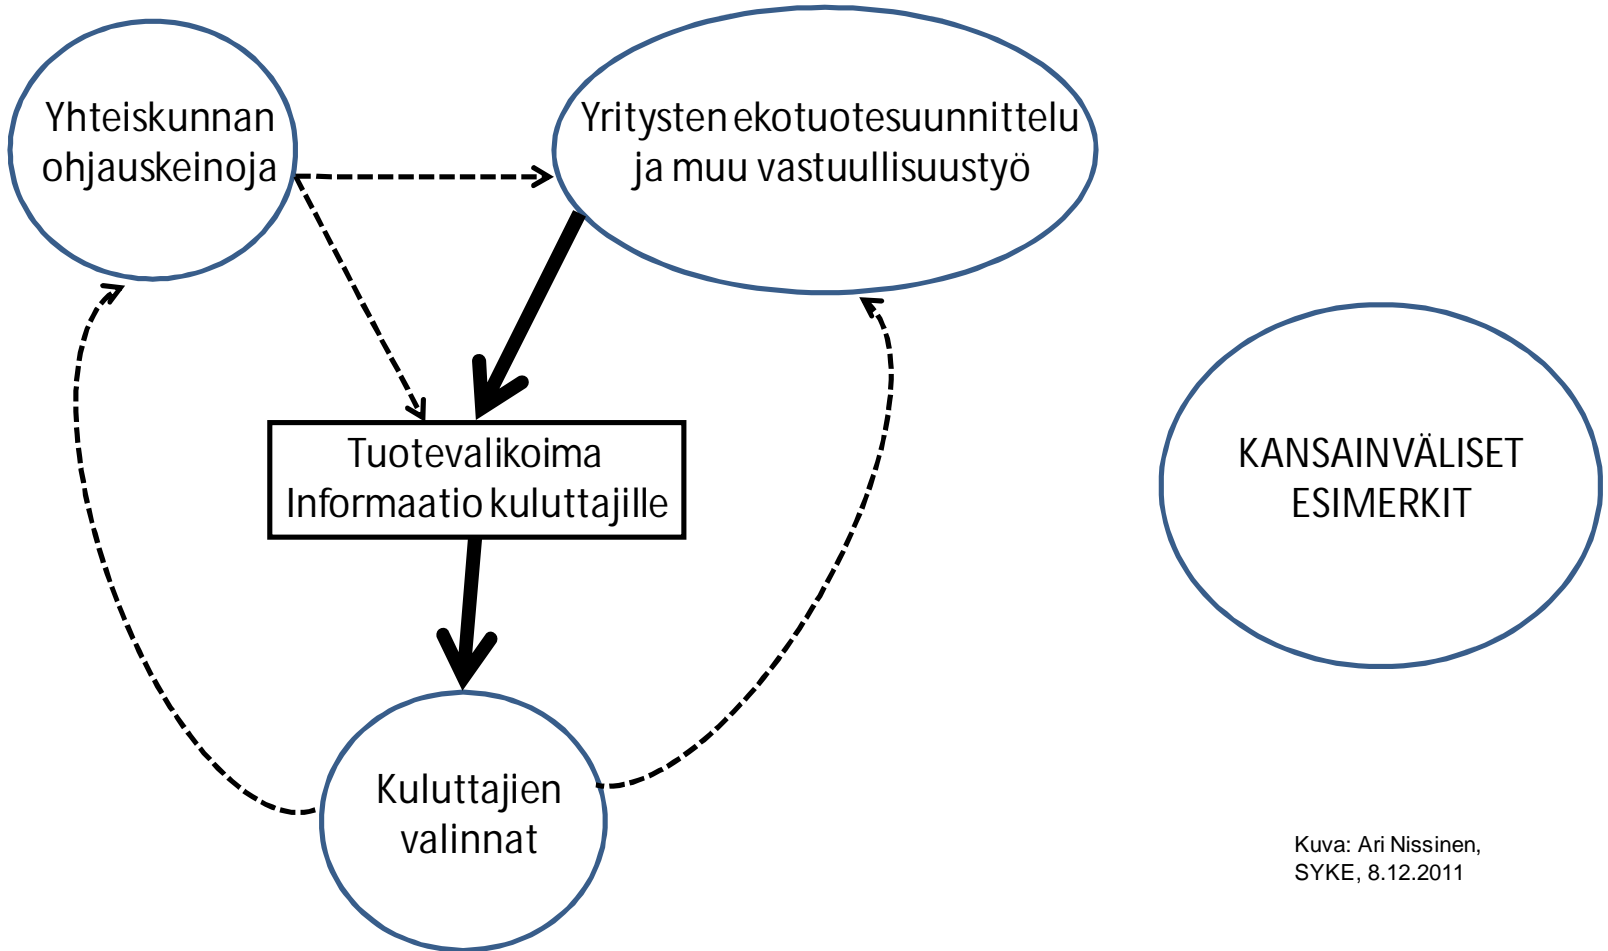 Yhteiskunnan
ohjauskeinoja
Yritysten ekotuotesuunnittelu
ja muu vastuullisuustyö
Tuotevalikoima
Informaatio kuluttajille
KANSAINVÄLISET
ESIMERKIT
Kuluttajien
valinnat
Kuva: Ari Nissinen,
SYKE, 8.12.2011